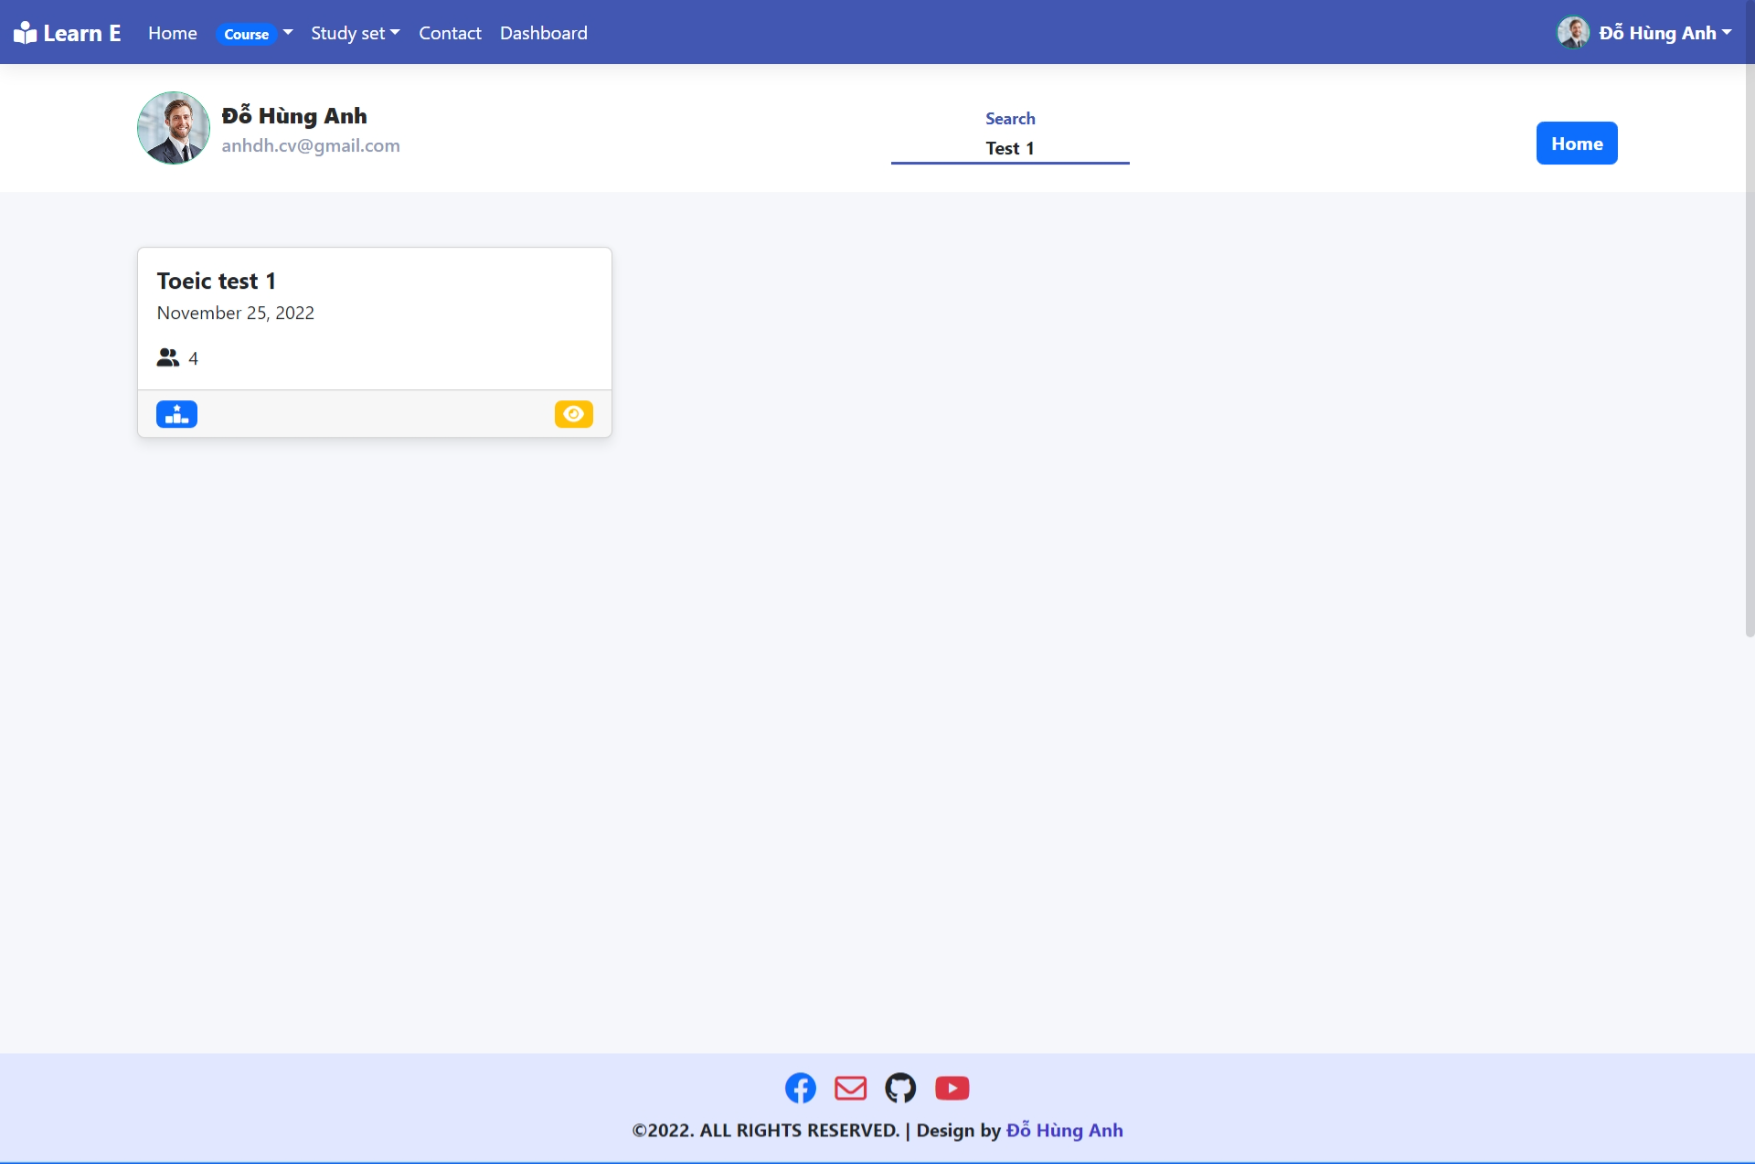 Learn E Home Course Study set Contact Dashboard Đỗ Hùng Anh
Đỗ Hùng Anh
anhdh.cv@gmail.com
Search
Test 1
Home
Toeic test 1
November 25, 2022
4
©2022. ALL RIGHTS RESERVED. | Design by Đỗ Hùng Anh